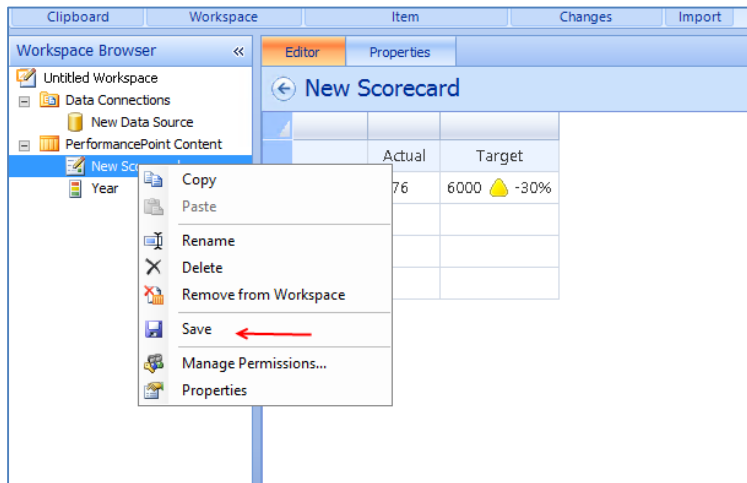 Clipboard Workspace Item Changes Import
Workspace Browser «
Editor Properties
Untitled Workspace
New Scorecard
Data Connections
New Data Source
PerformancePoint Content
Actual Target
New
Year
76 6000 -30%
Copy
Paste
Rename
Delete
Remove from Workspace
Save
Manage Permissions...
Properties